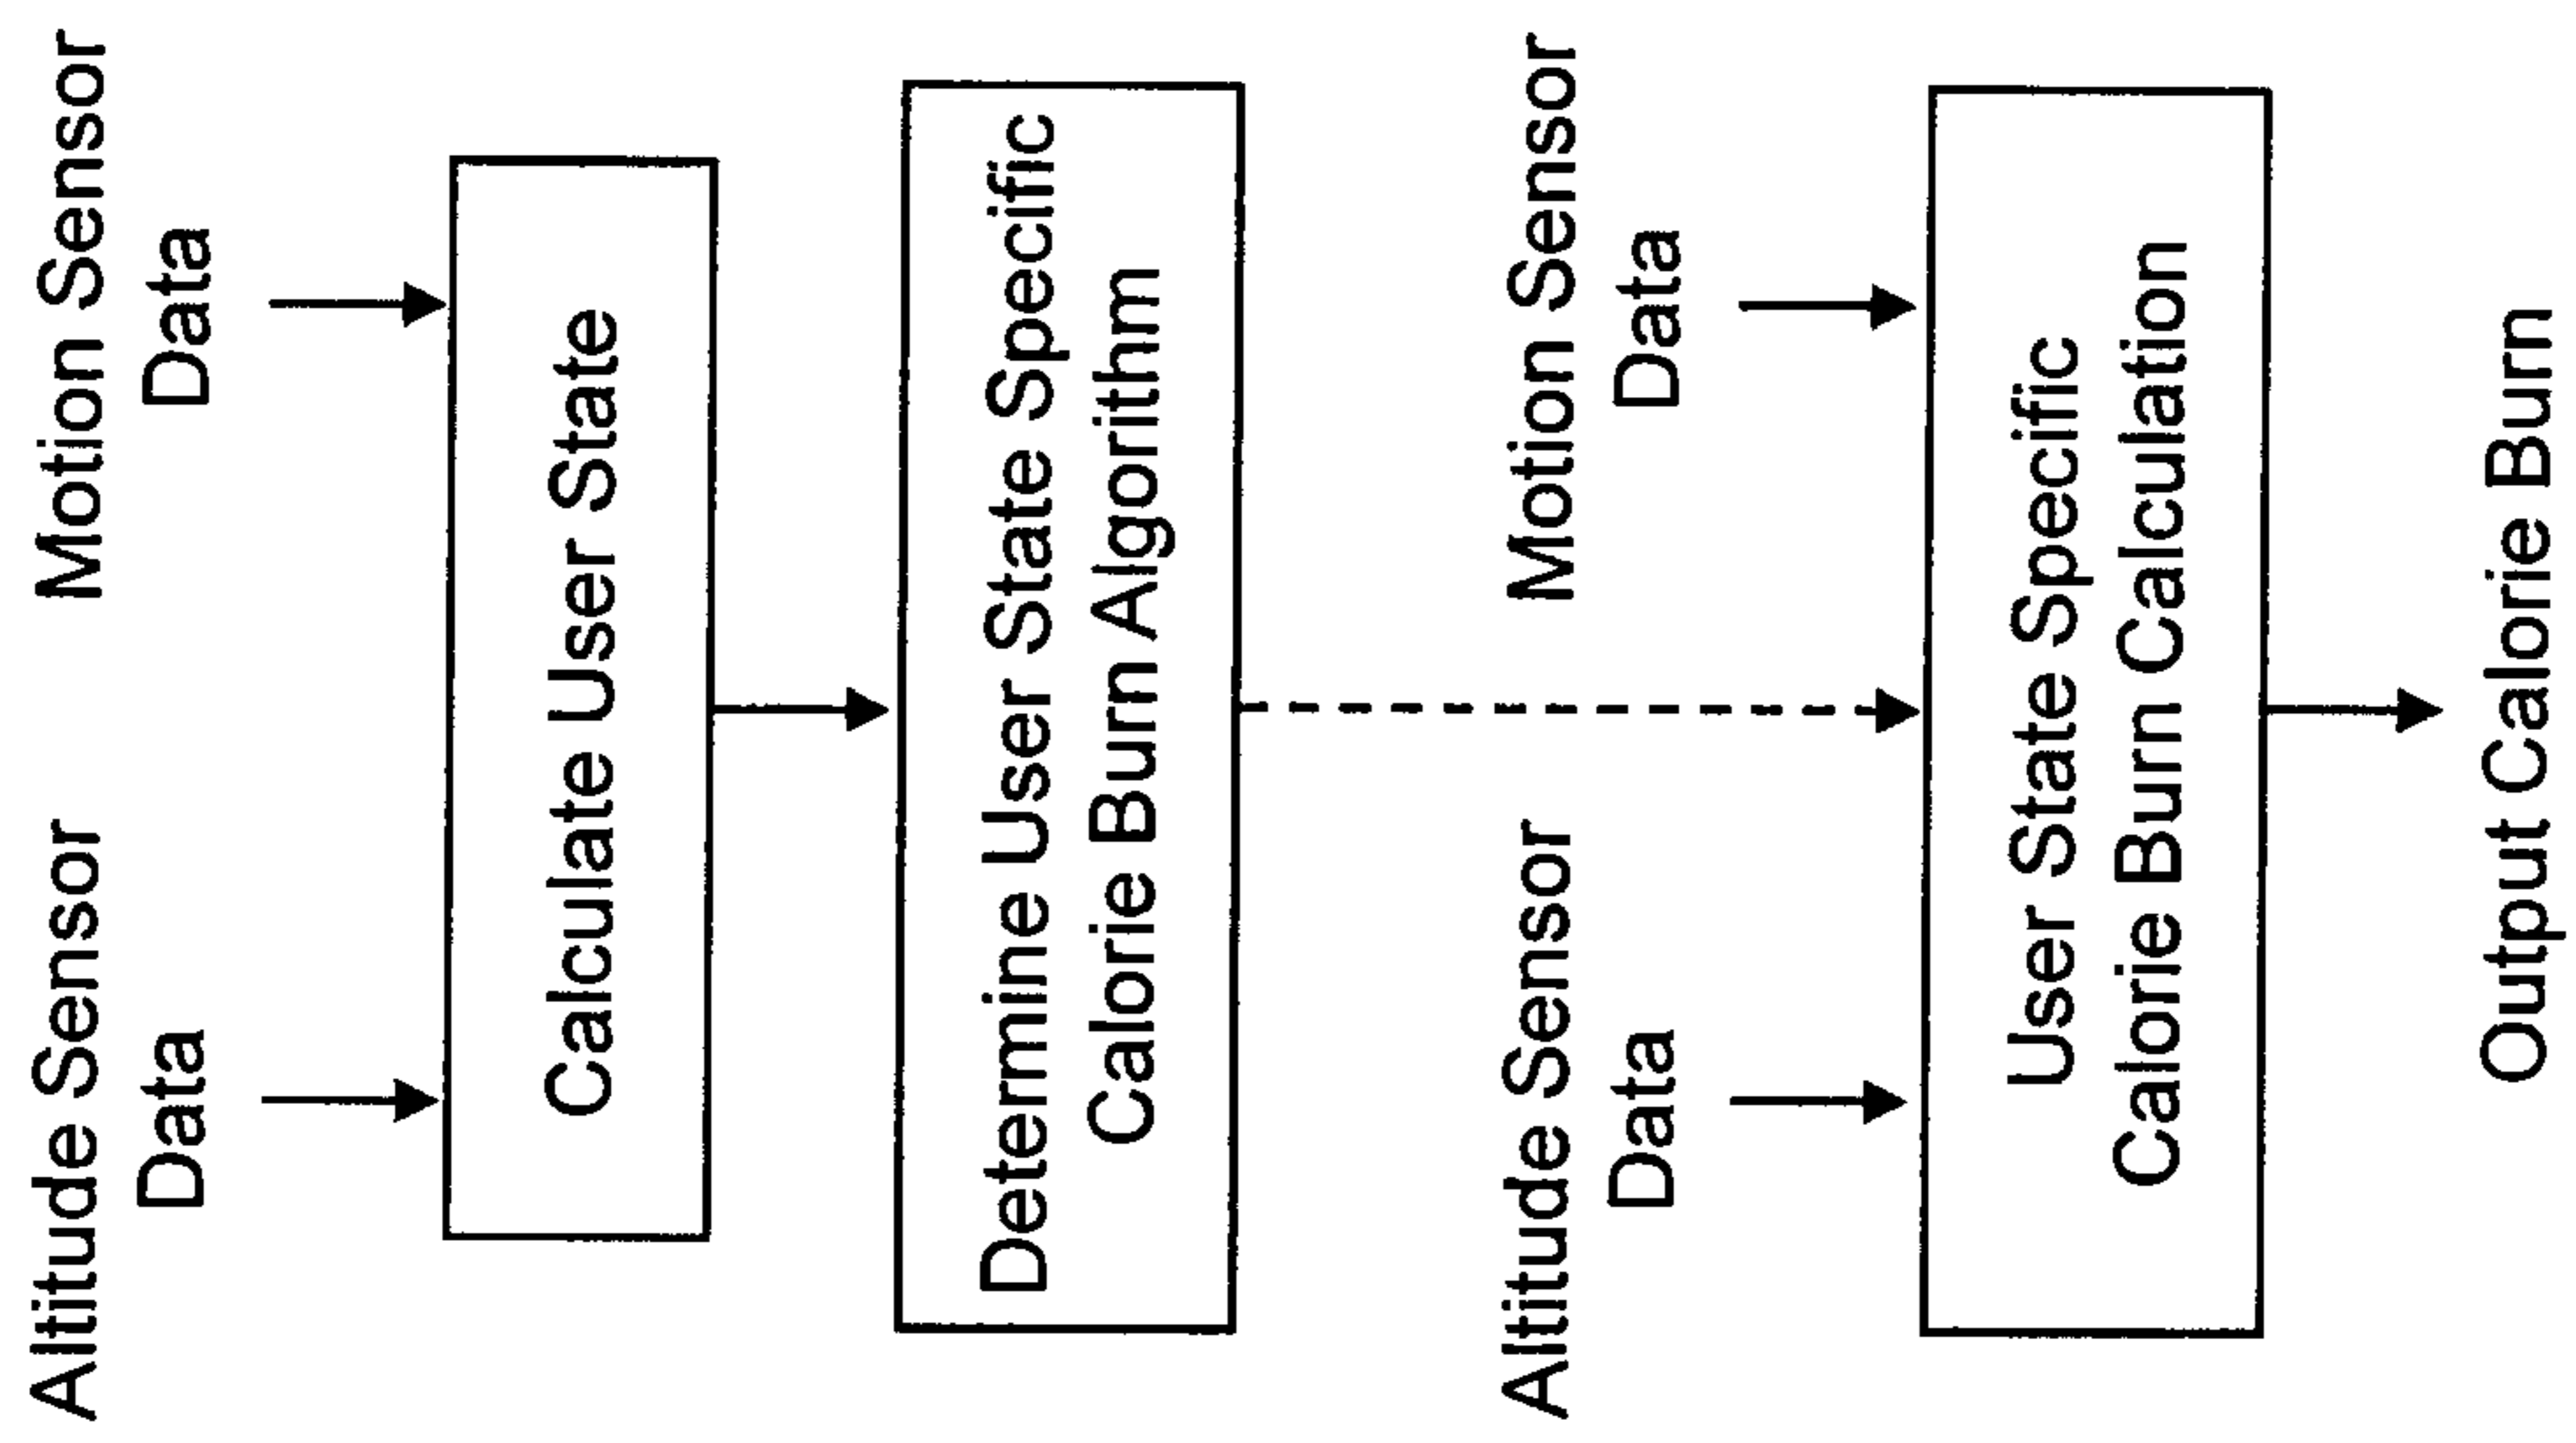 Altitude Sensor
Data
Motion Sensor
Data
Calculate User State
Determine User State Specific
Calorie Burn Algorithm
Altitude Sensor
Data
Motion Sensor
Data
User State Specific
Calorie Burn Calculation
Output Calorie Burn